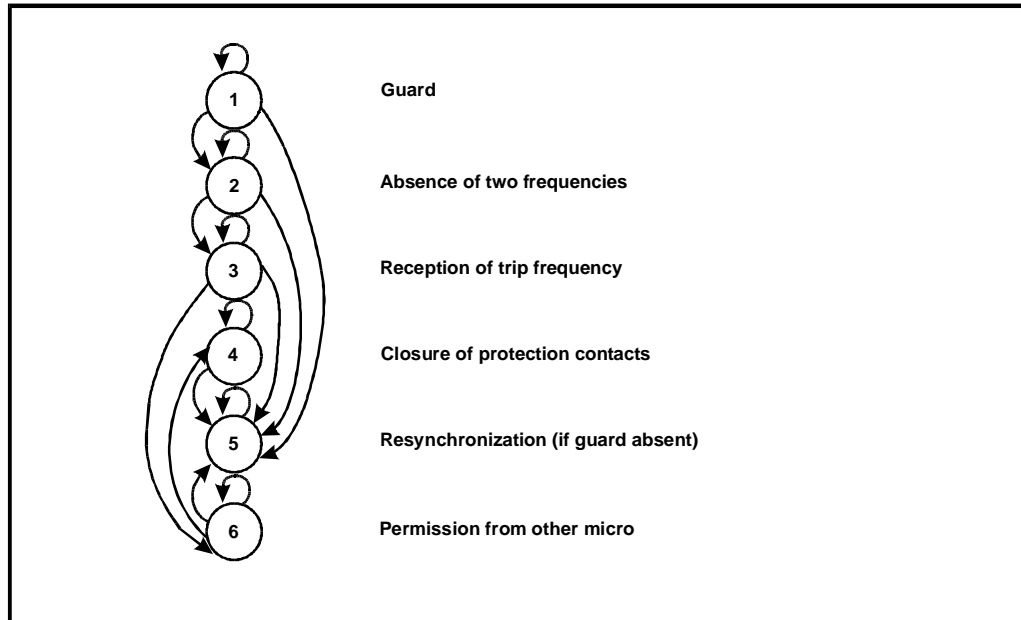 1 Guard
2 Absence of two frequencies
3 Reception of trip frequency
4 Closure of protection contacts
5 Resynchronization (if guard absent)
6 Permission from other micro